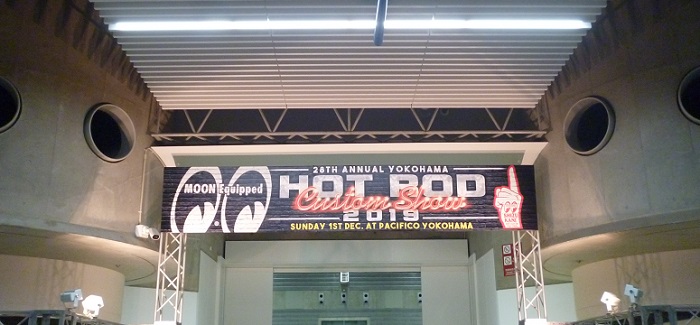 28TH ANNUAL YOKOHAMA
MOON Equipped
HOT ROD
Custom Show
2019
SUNDAY 1ST DEC. AT PACIFICO YOKOHAMA